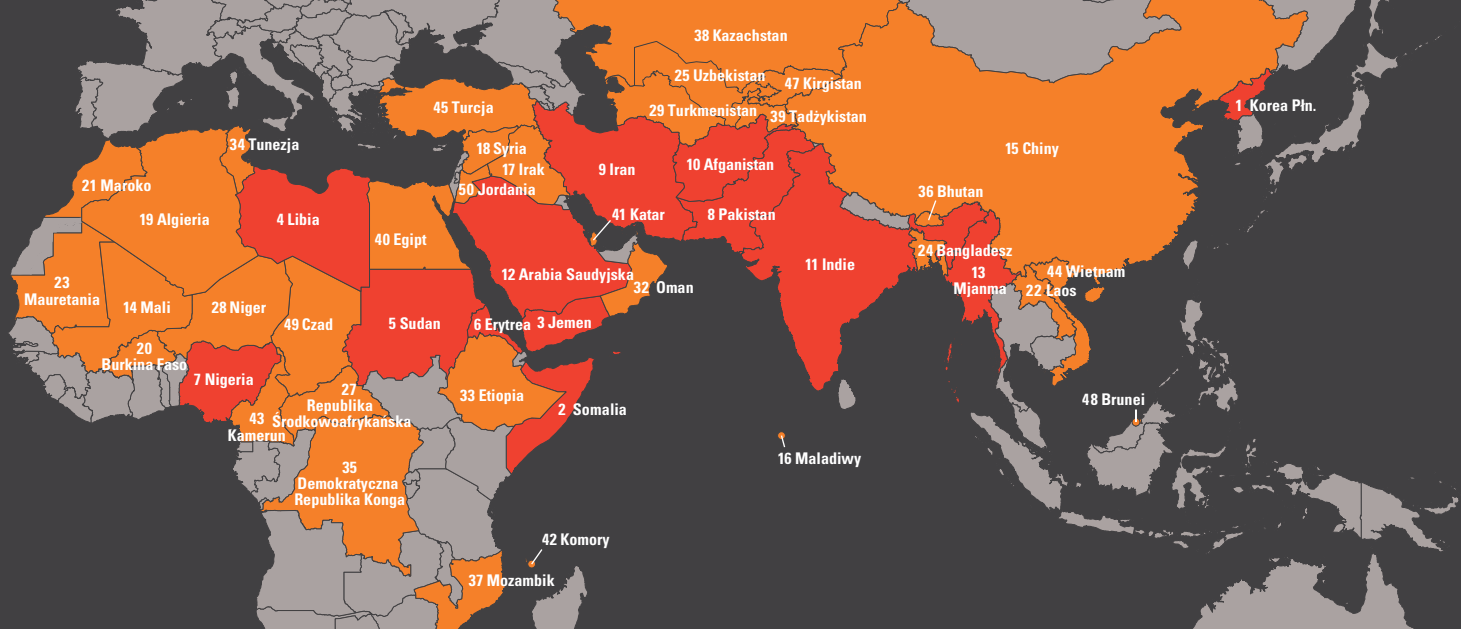 38 Kazachstan
25 Uzbekistan
47 Kirgistan
45 Turcja
29 Turkmenistan
39 Tadżykistan
1 Korea Płn.
34 Tunezja
18 Syria
15 Chiny
17 Irak
9 Iran
10 Afganistan
21 Maroko
50 Jordania
36 Bhutan
19 Algieria
4 Libia
41 Katar
8 Pakistan
40 Egipt
24 Bangladesz
11 Indie
12 Arabia Saudyjska
13
Mjanma
44 Wietnam
23
Mauretania
32 Oman
22 Laos
14 Mali
28 Niger
49 Czad
5 Sudan
6 Erytrea
3 Jemen
20
Burkina Faso
7 Nigeria
27
Republika
Środkowoafrykańska
33 Etiopia
2 Somalia
48 Brunei
43
Kamerun
16 Maladiwy
35
Demokratyczna
Republika Konga
42 Komory
37 Mozambik